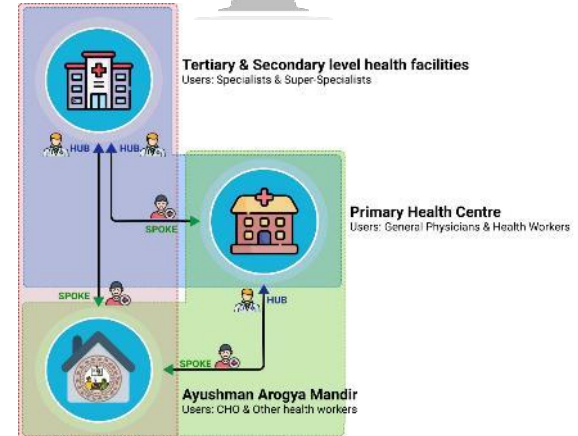 Tertiary & Secondary level health facilities
Users: Specialists & Super-Specialists
HUB
HUB
Primary Health Centre
Users: General Physicians & Health Workers
SPOKE
SPOKE
HUB
SPOKE
Ayushman Arogya Mandir
Users: CHO & Other health workers